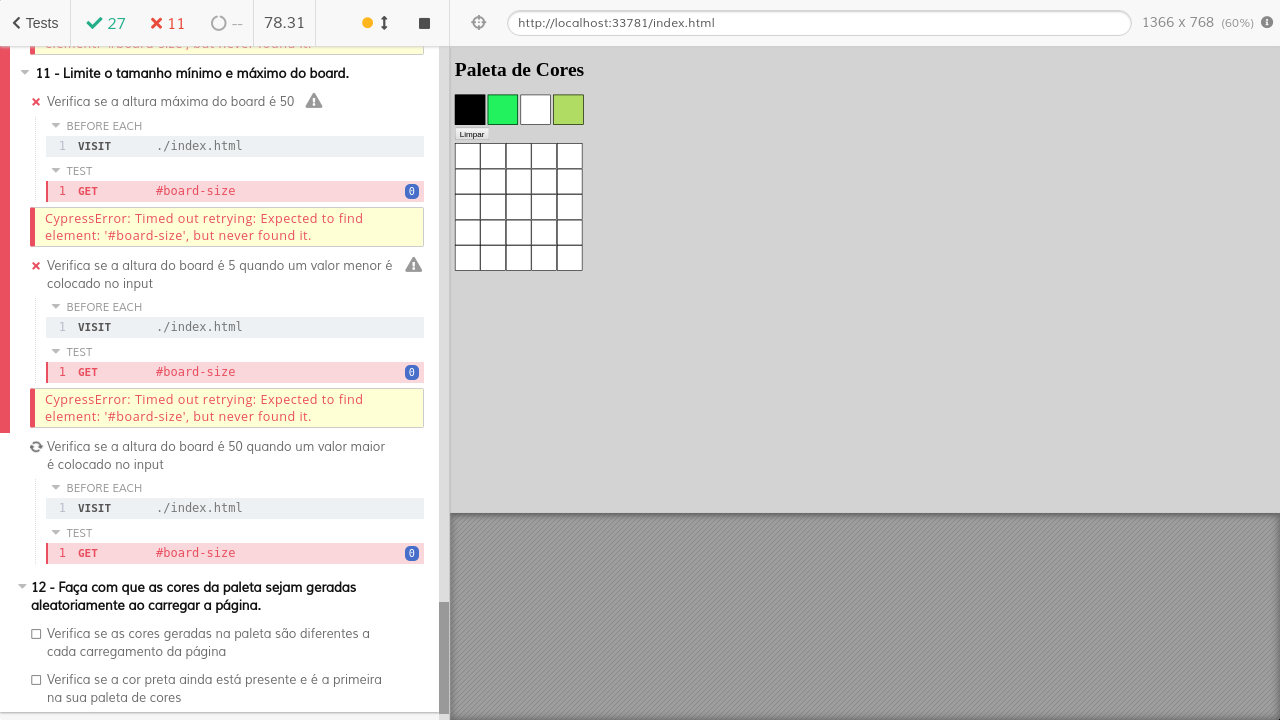 Tests 27 11 -- 78.31
http://localhost:33781/index.html 1366 x 768 (60%)
element: '#board-size', but never found it.
11 - Limite o tamanho mínimo e máximo do board.
Verifica se a altura máxima do board é 50
BEFORE EACH
1 VISIT ./index.html
TEST
1 GET #board-size 0
CypressError: Timed out retrying: Expected to find
element: '#board-size', but never found it.
Verifica se a altura do board é 5 quando um valor menor é
colocado no input
BEFORE EACH
1 VISIT ./index.html
TEST
1 GET #board-size 0
CypressError: Timed out retrying: Expected to find
element: '#board-size', but never found it.
Verifica se a altura do board é 50 quando um valor maior
é colocado no input
BEFORE EACH
1 VISIT ./index.html
TEST
1 GET #board-size 0
12 - Faça com que as cores da paleta sejam geradas
aleatoriamente ao carregar a página.
Verifica se as cores geradas na paleta são diferentes a
cada carregamento da página
Verifica se a cor preta ainda está presente e é a primeira
na sua paleta de cores
Paleta de Cores
Limpar